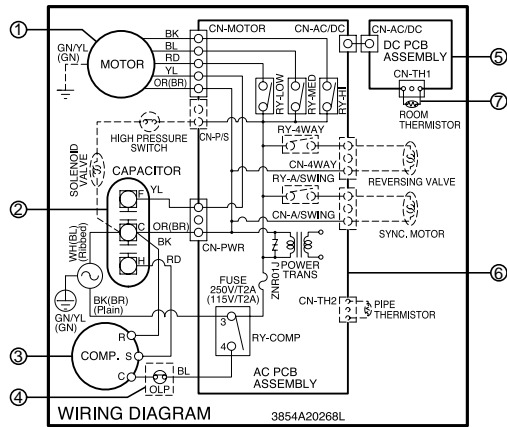 1
GN/YL
(GN)
MOTOR
BK
BL
RD
YL
OR(BR)
CN-MOTOR
CN-AC/DC
CN-AC/DC
DC PCB
ASSEMBLY
5
CN-TH1
7
ROOM
THERMISTOR
RY-LOW
RY-MED
RY-HI
HIGH PRESSURE
SWITCH
CN-P/S
RY-4WAY
CN-4WAY
REVERSING VALVE
RY-A/SWING
CN-A/SWING
SYNC. MOTOR
SOLENOID
VALVE
CAPACITOR
2
F
YL
C
OR(BR)
BK
H
RD
CN-PWR
ZNR01J
POWER
TRANS
6
WH(BL)
(Ribbed)
GN/YL
(GN)
BK(BR)
(Plain)
FUSE
250V/T2A
(115V/T2A)
3
4
RY-COMP
CN-TH2
PIPE
THERMISTOR
3
COMP.
R
S
C
4
OLP
BL
AC PCB
ASSEMBLY
WIRING DIAGRAM
3854A20268L